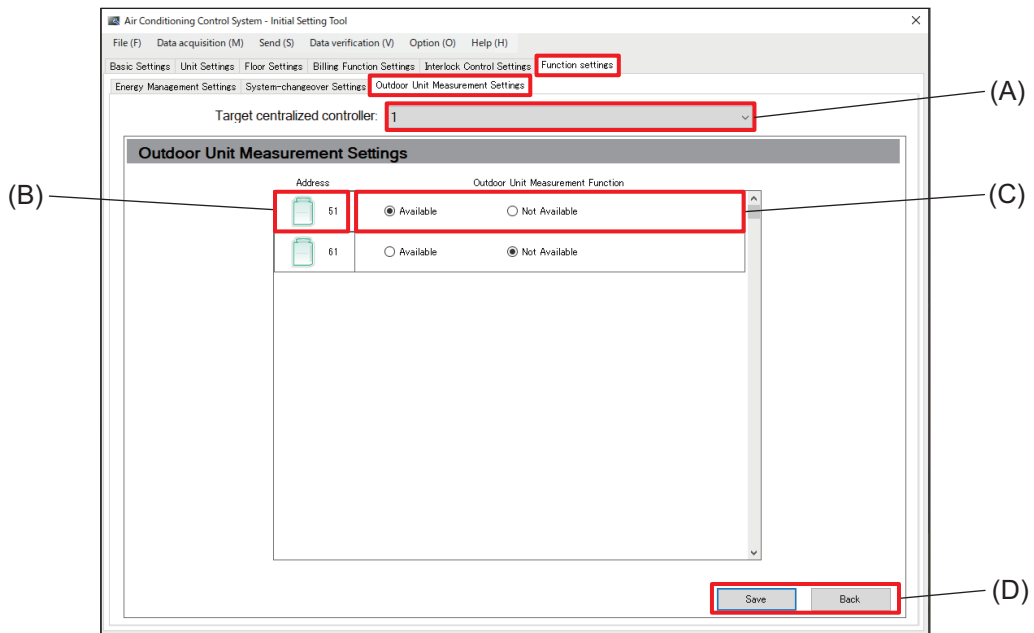 Air Conditioning Control System - Initial Setting Tool
File (F) Data acquisition (M) Send (S) Data verification (V) Option (O) Help (H)
Basic Settings Unit Settings Floor Settings Billing Function Settings Interlock Control Settings Function settings
Energy Management Settings System-changeover Settings Outdoor Unit Measurement Settings
(A)
Target centralized controller: 1
Outdoor Unit Measurement Settings
Address Outdoor Unit Measurement Function
(B) 51 Available Not Available (C)
61 Available Not Available
Save Back (D)